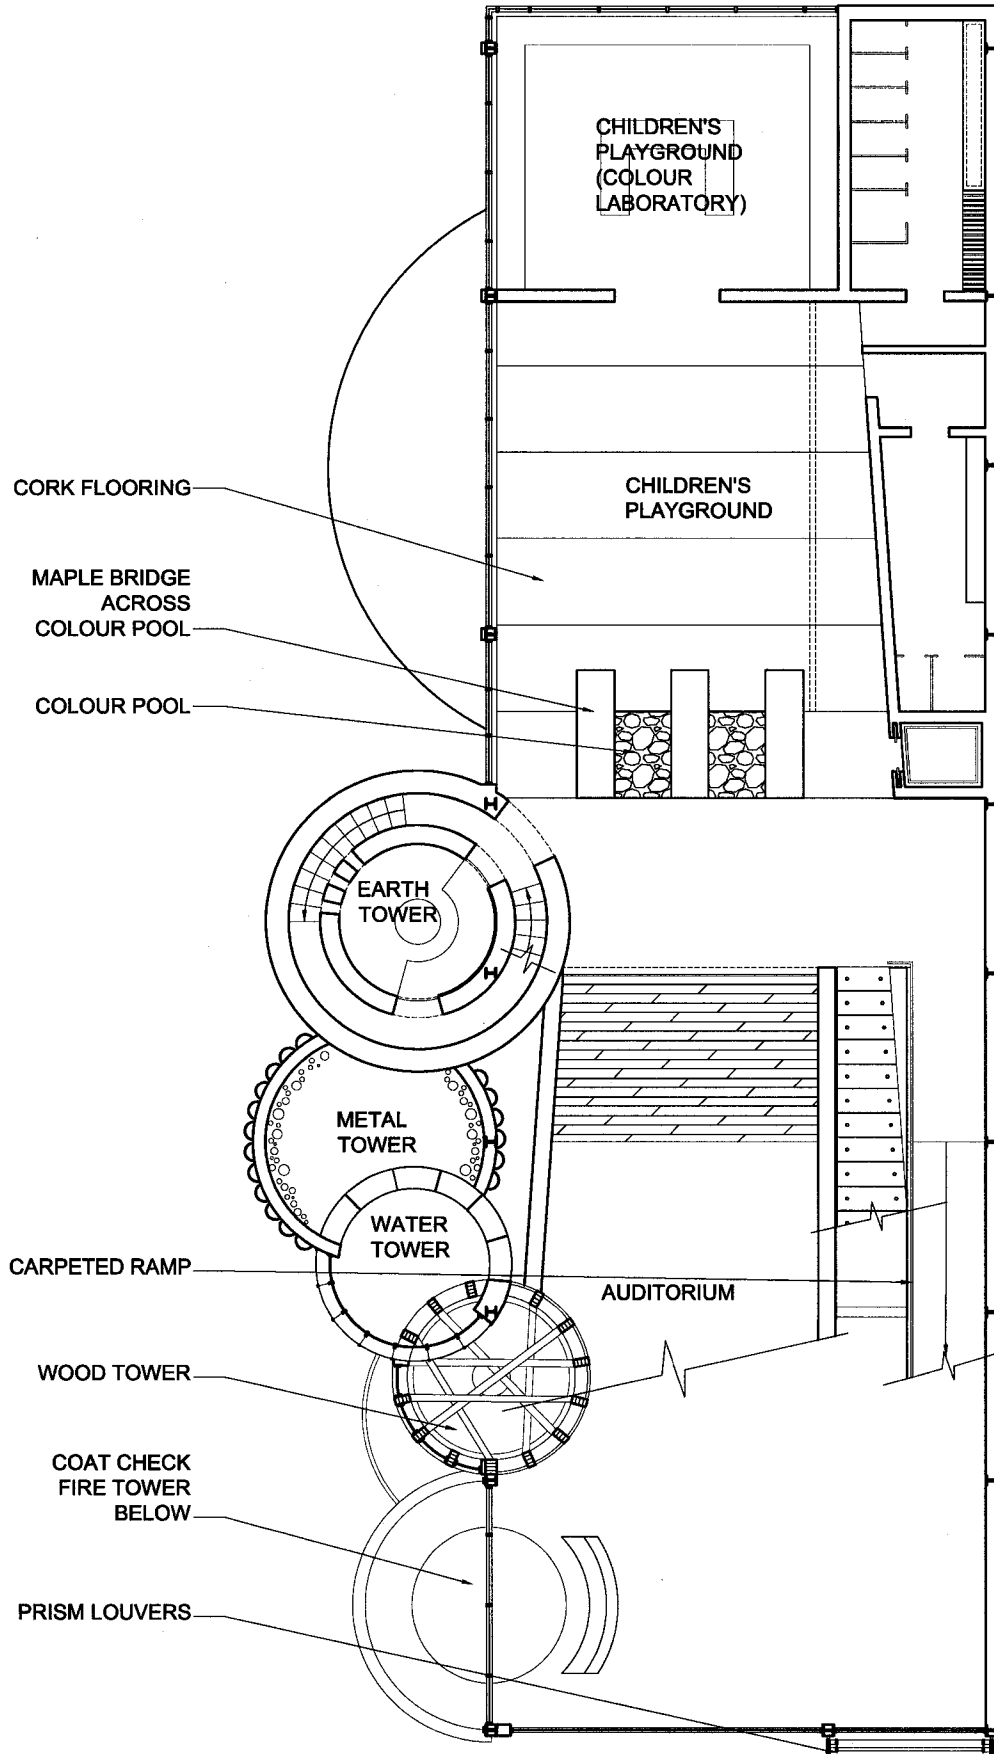 CHILDREN'S
PLAYGROUND
(COLOUR
LABORATORY)
CORK FLOORING
CHILDREN'S
PLAYGROUND
MAPLE BRIDGE
ACROSS
COLOUR POOL
COLOUR POOL
EARTH
TOWER
METAL
TOWER
WATER
TOWER
CARPETED RAMP
AUDITORIUM
WOOD TOWER
COAT CHECK
FIRE TOWER
BELOW
PRISM LOUVERS